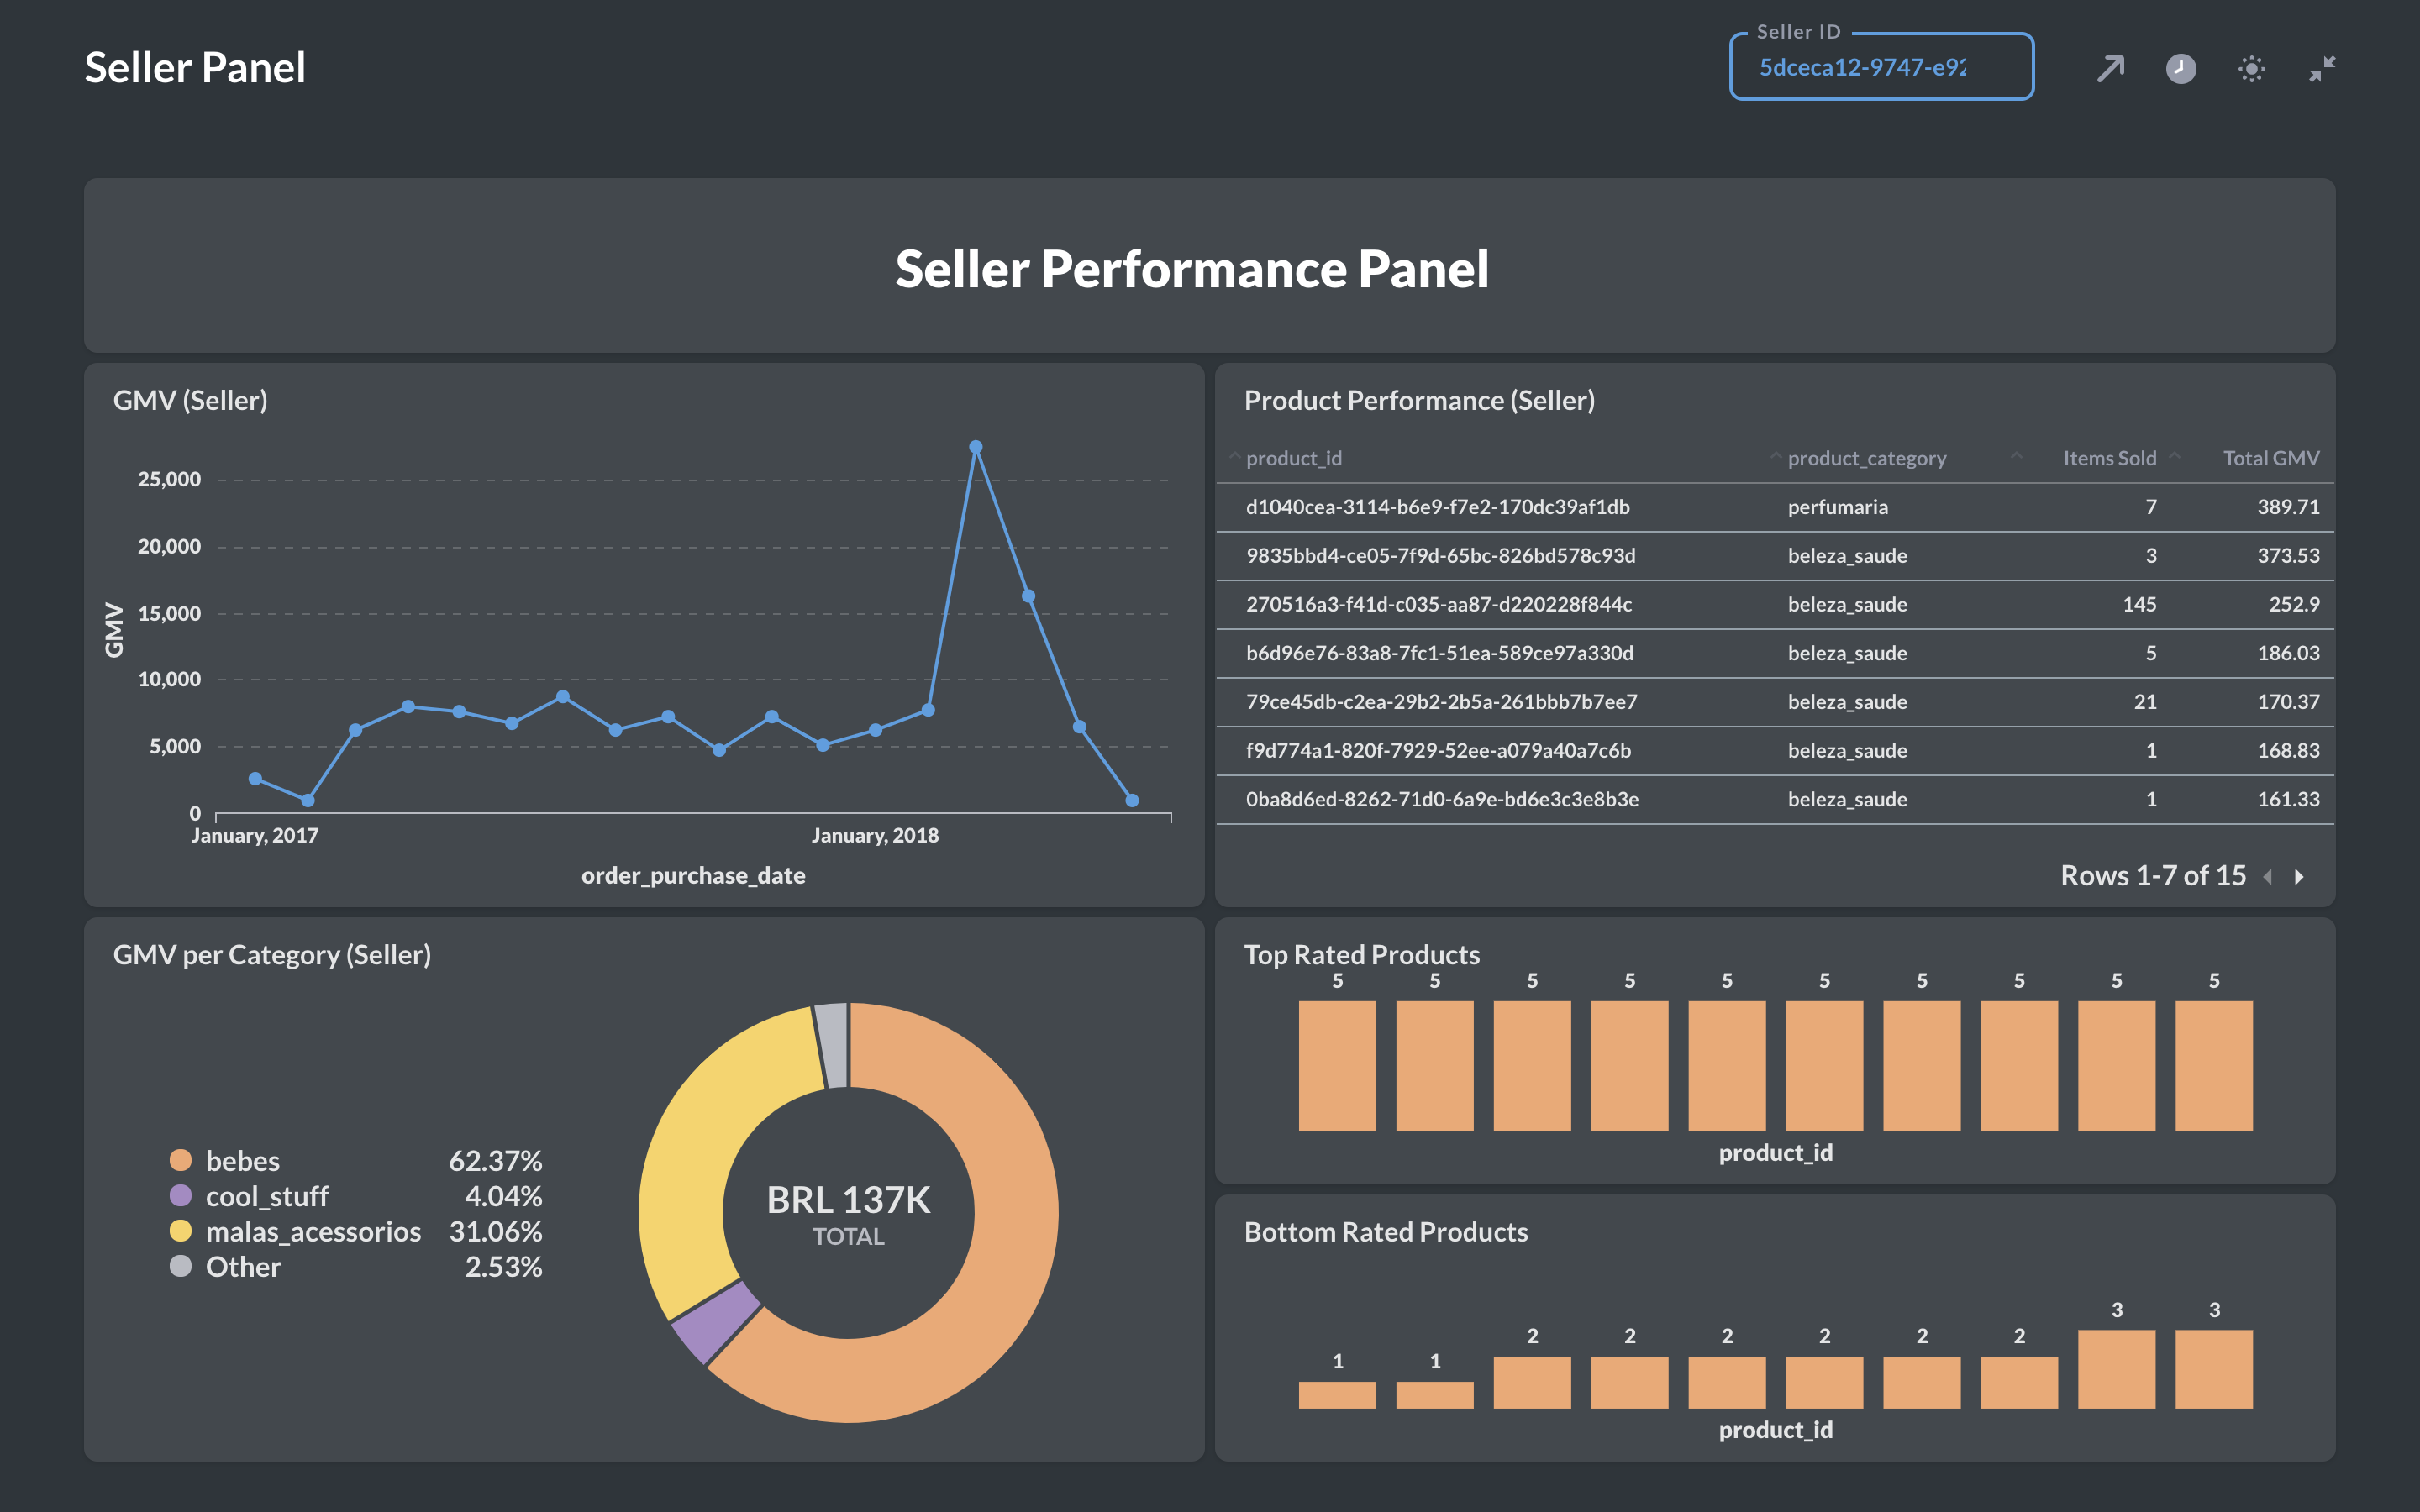 Seller Panel
Seller ID
5dceca12-9747-e92
Seller Performance Panel
GMV (Seller)
25,000
20,000
15,000
10,000
5,000
0
GMV
January, 2017
January, 2018
order_purchase_date
Product Performance (Seller)
product_id product_category Items Sold Total GMV
d1040cea-3114-b6e9-f7e2-170dc39af1db perfumaria 7 389.71
9835bbd4-ce05-7f9d-65bc-826bd578c93d beleza_saude 3 373.53
270516a3-f41d-c035-aa87-d220228f844c beleza_saude 145 252.9
b6d96e76-83a8-7fc1-51ea-589ce97a330d beleza_saude 5 186.03
79ce45db-c2ea-29b2-2b5a-261bbb7b7ee7 beleza_saude 21 170.37
f9d774a1-820f-7929-52ee-a079a40a7c6b beleza_saude 1 168.83
0ba8d6ed-8262-71d0-6a9e-bd6e3c3e8b3e beleza_saude 1 161.33
Rows 1-7 of 15
GMV per Category (Seller)
bebes 62.37%
cool_stuff 4.04%
malas_acessorios 31.06%
Other 2.53%
BRL 137K
TOTAL
Top Rated Products
5 5 5 5 5 5 5 5 5 5
product_id
Bottom Rated Products
1 1 2 2 2 2 2 2 3 3
product_id